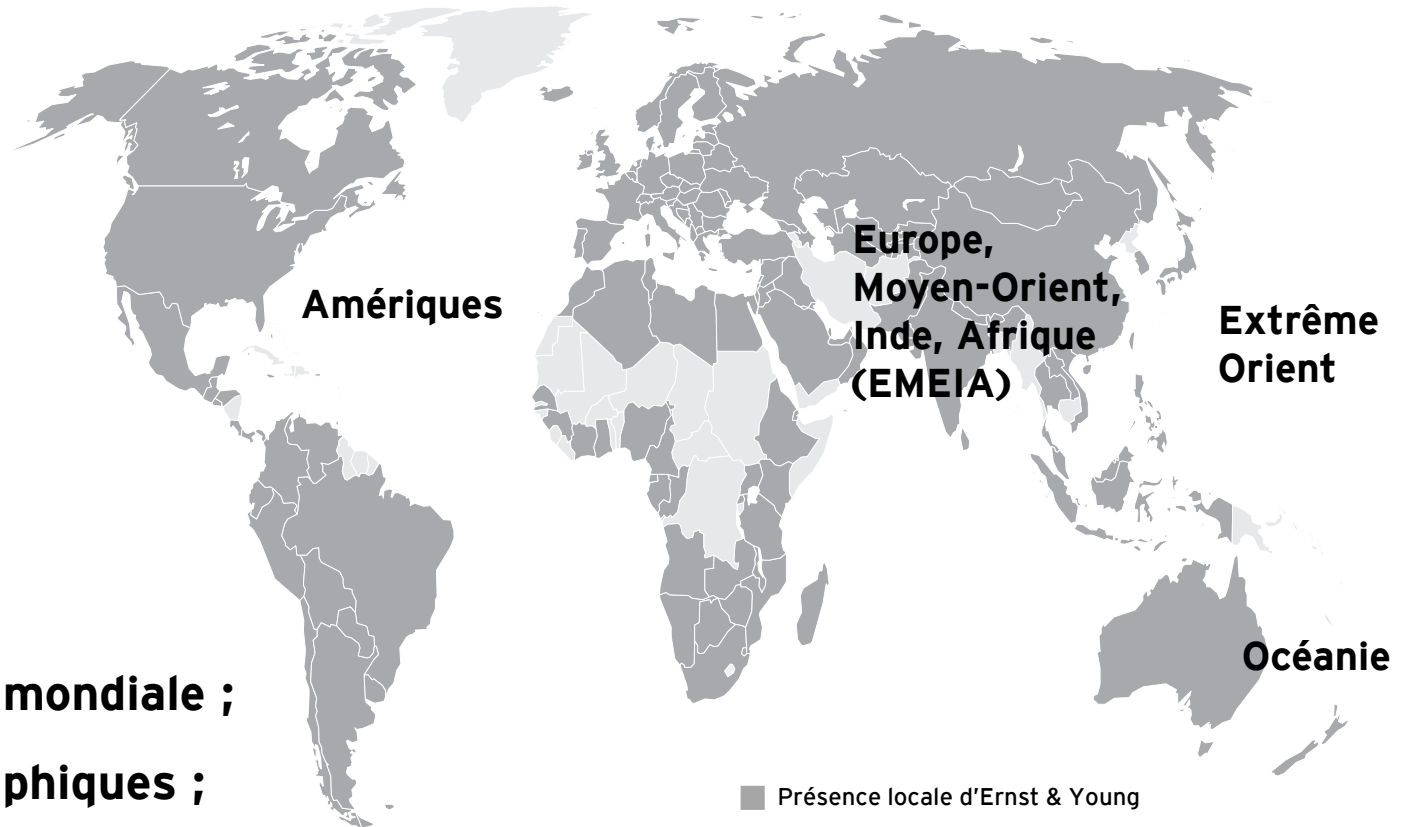 Amériques
Europe,
Moyen-Orient,
Inde, Afrique
(EMEIA)
Extrême
Orient
Océanie
mondiale ;
phiques ;
Présence locale d’Ernst & Young